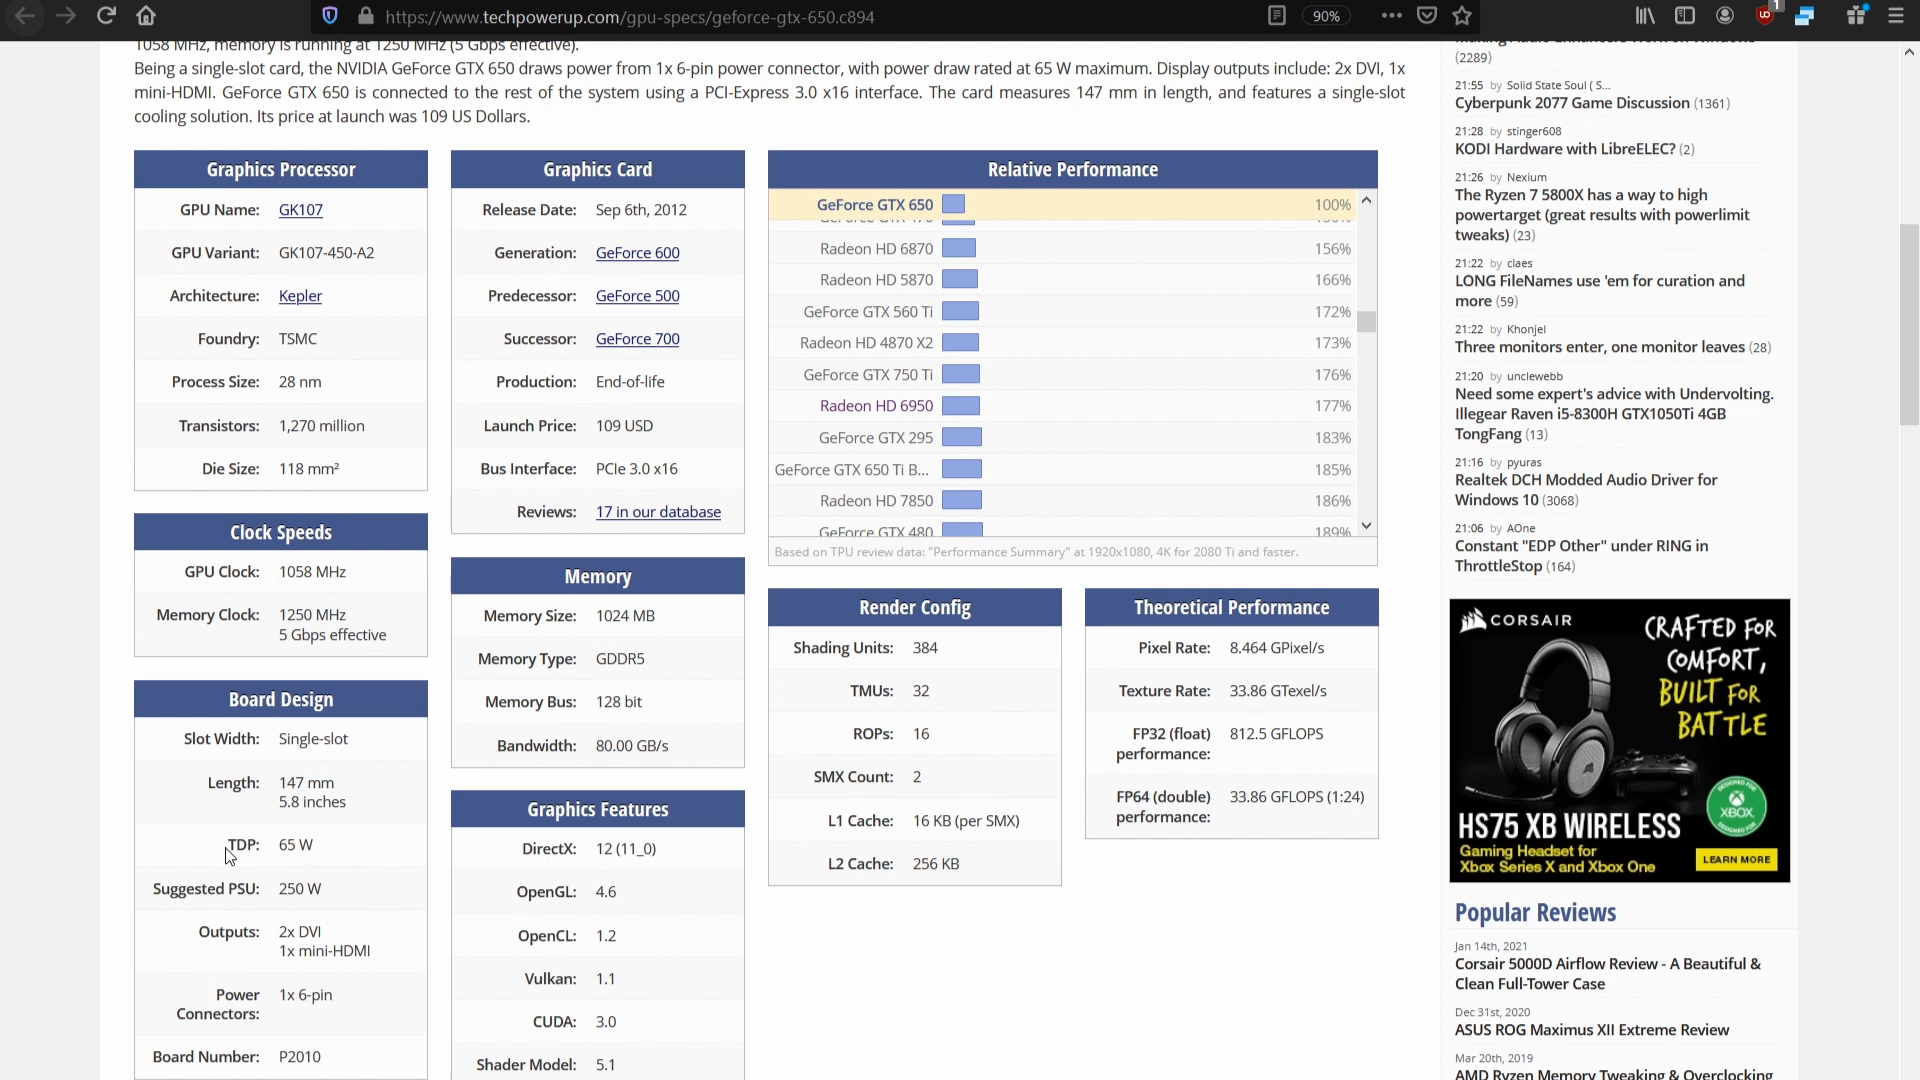 https://www.techpowerup.com/gpu-specs/geforce-gtx-650.c894
90%
1
1058 MHz, memory is running at 1250 MHz (5 Gbps effective).
Being a single-slot card, the NVIDIA GeForce GTX 650 draws power from 1x 6-pin power connector, with power draw rated at 65 W maximum. Display outputs include: 2x DVI, 1x
mini-HDMI. GeForce GTX 650 is connected to the rest of the system using a PCI-Express 3.0 x16 interface. The card measures 147 mm in length, and features a single-slot
cooling solution. Its price at launch was 109 US Dollars.
Graphics Processor
GPU Name: GK107
GPU Variant: GK107-450-A2
Architecture: Kepler
Foundry: TSMC
Process Size: 28 nm
Transistors: 1,270 million
Die Size: 118 mm²
Clock Speeds
GPU Clock: 1058 MHz
Memory Clock: 1250 MHz
5 Gbps effective
Board Design
Slot Width: Single-slot
Length: 147 mm
5.8 inches
TDP: 65 W
Suggested PSU: 250 W
Outputs: 2x DVI
1x mini-HDMI
Power Connectors: 1x 6-pin
Board Number: P2010
Graphics Card
Release Date: Sep 6th, 2012
Generation: GeForce 600
Predecessor: GeForce 500
Successor: GeForce 700
Production: End-of-life
Launch Price: 109 USD
Bus Interface: PCIe 3.0 x16
Reviews: 17 in our database
Memory
Memory Size: 1024 MB
Memory Type: GDDR5
Memory Bus: 128 bit
Bandwidth: 80.00 GB/s
Graphics Features
DirectX: 12 (11_0)
OpenGL: 4.6
OpenCL: 1.2
Vulkan: 1.1
CUDA: 3.0
Shader Model: 5.1
Relative Performance
GeForce GTX 650 100%
Radeon HD 6870 156%
Radeon HD 5870 166%
GeForce GTX 560 Ti 172%
Radeon HD 4870 X2 173%
GeForce GTX 750 Ti 176%
Radeon HD 6950 177%
GeForce GTX 295 183%
GeForce GTX 650 Ti B... 185%
Radeon HD 7850 186%
GeForce GTX 480 189%
Based on TPU review data: "Performance Summary" at 1920x1080, 4K for 2080 Ti and faster.
Render Config
Shading Units: 384
TMUs: 32
ROPs: 16
SMX Count: 2
L1 Cache: 16 KB (per SMX)
L2 Cache: 256 KB
Theoretical Performance
Pixel Rate: 8.464 GPixel/s
Texture Rate: 33.86 GTexel/s
FP32 (float) performance: 812.5 GFLOPS
FP64 (double) performance: 33.86 GFLOPS (1:24)
(2289)
21:55 by Solid State Soul ( S...
Cyberpunk 2077 Game Discussion (1361)
21:28 by stinger608
KODI Hardware with LibreELEC? (2)
21:26 by Nexium
The Ryzen 7 5800X has a way to high
powertarget (great results with powerlimit
tweaks) (23)
21:22 by claes
LONG FileNames use 'em for curation and
more (59)
21:22 by Khonjel
Three monitors enter, one monitor leaves (28)
21:20 by unclewebb
Need some expert's advice with Undervolting.
Illegear Raven i5-8300H GTX1050Ti 4GB
TongFang (13)
21:16 by pyuras
Realtek DCH Modded Audio Driver for
Windows 10 (3068)
21:06 by AOne
Constant "EDP Other" under RING in
ThrottleStop (164)
CORSAIR
CRAFTED FOR
COMFORT,
BUILT FOR
BATTLE
DESIGNED FOR
XBOX
HS75 XB WIRELESS
Gaming Headset for
Xbox Series X and Xbox One
LEARN MORE
Popular Reviews
Jan 14th, 2021
Corsair 5000D Airflow Review - A Beautiful &
Clean Full-Tower Case
Dec 31st, 2020
ASUS ROG Maximus XII Extreme Review
Mar 20th, 2019
AMD Ryzen Memory Tweaking & Overclocking